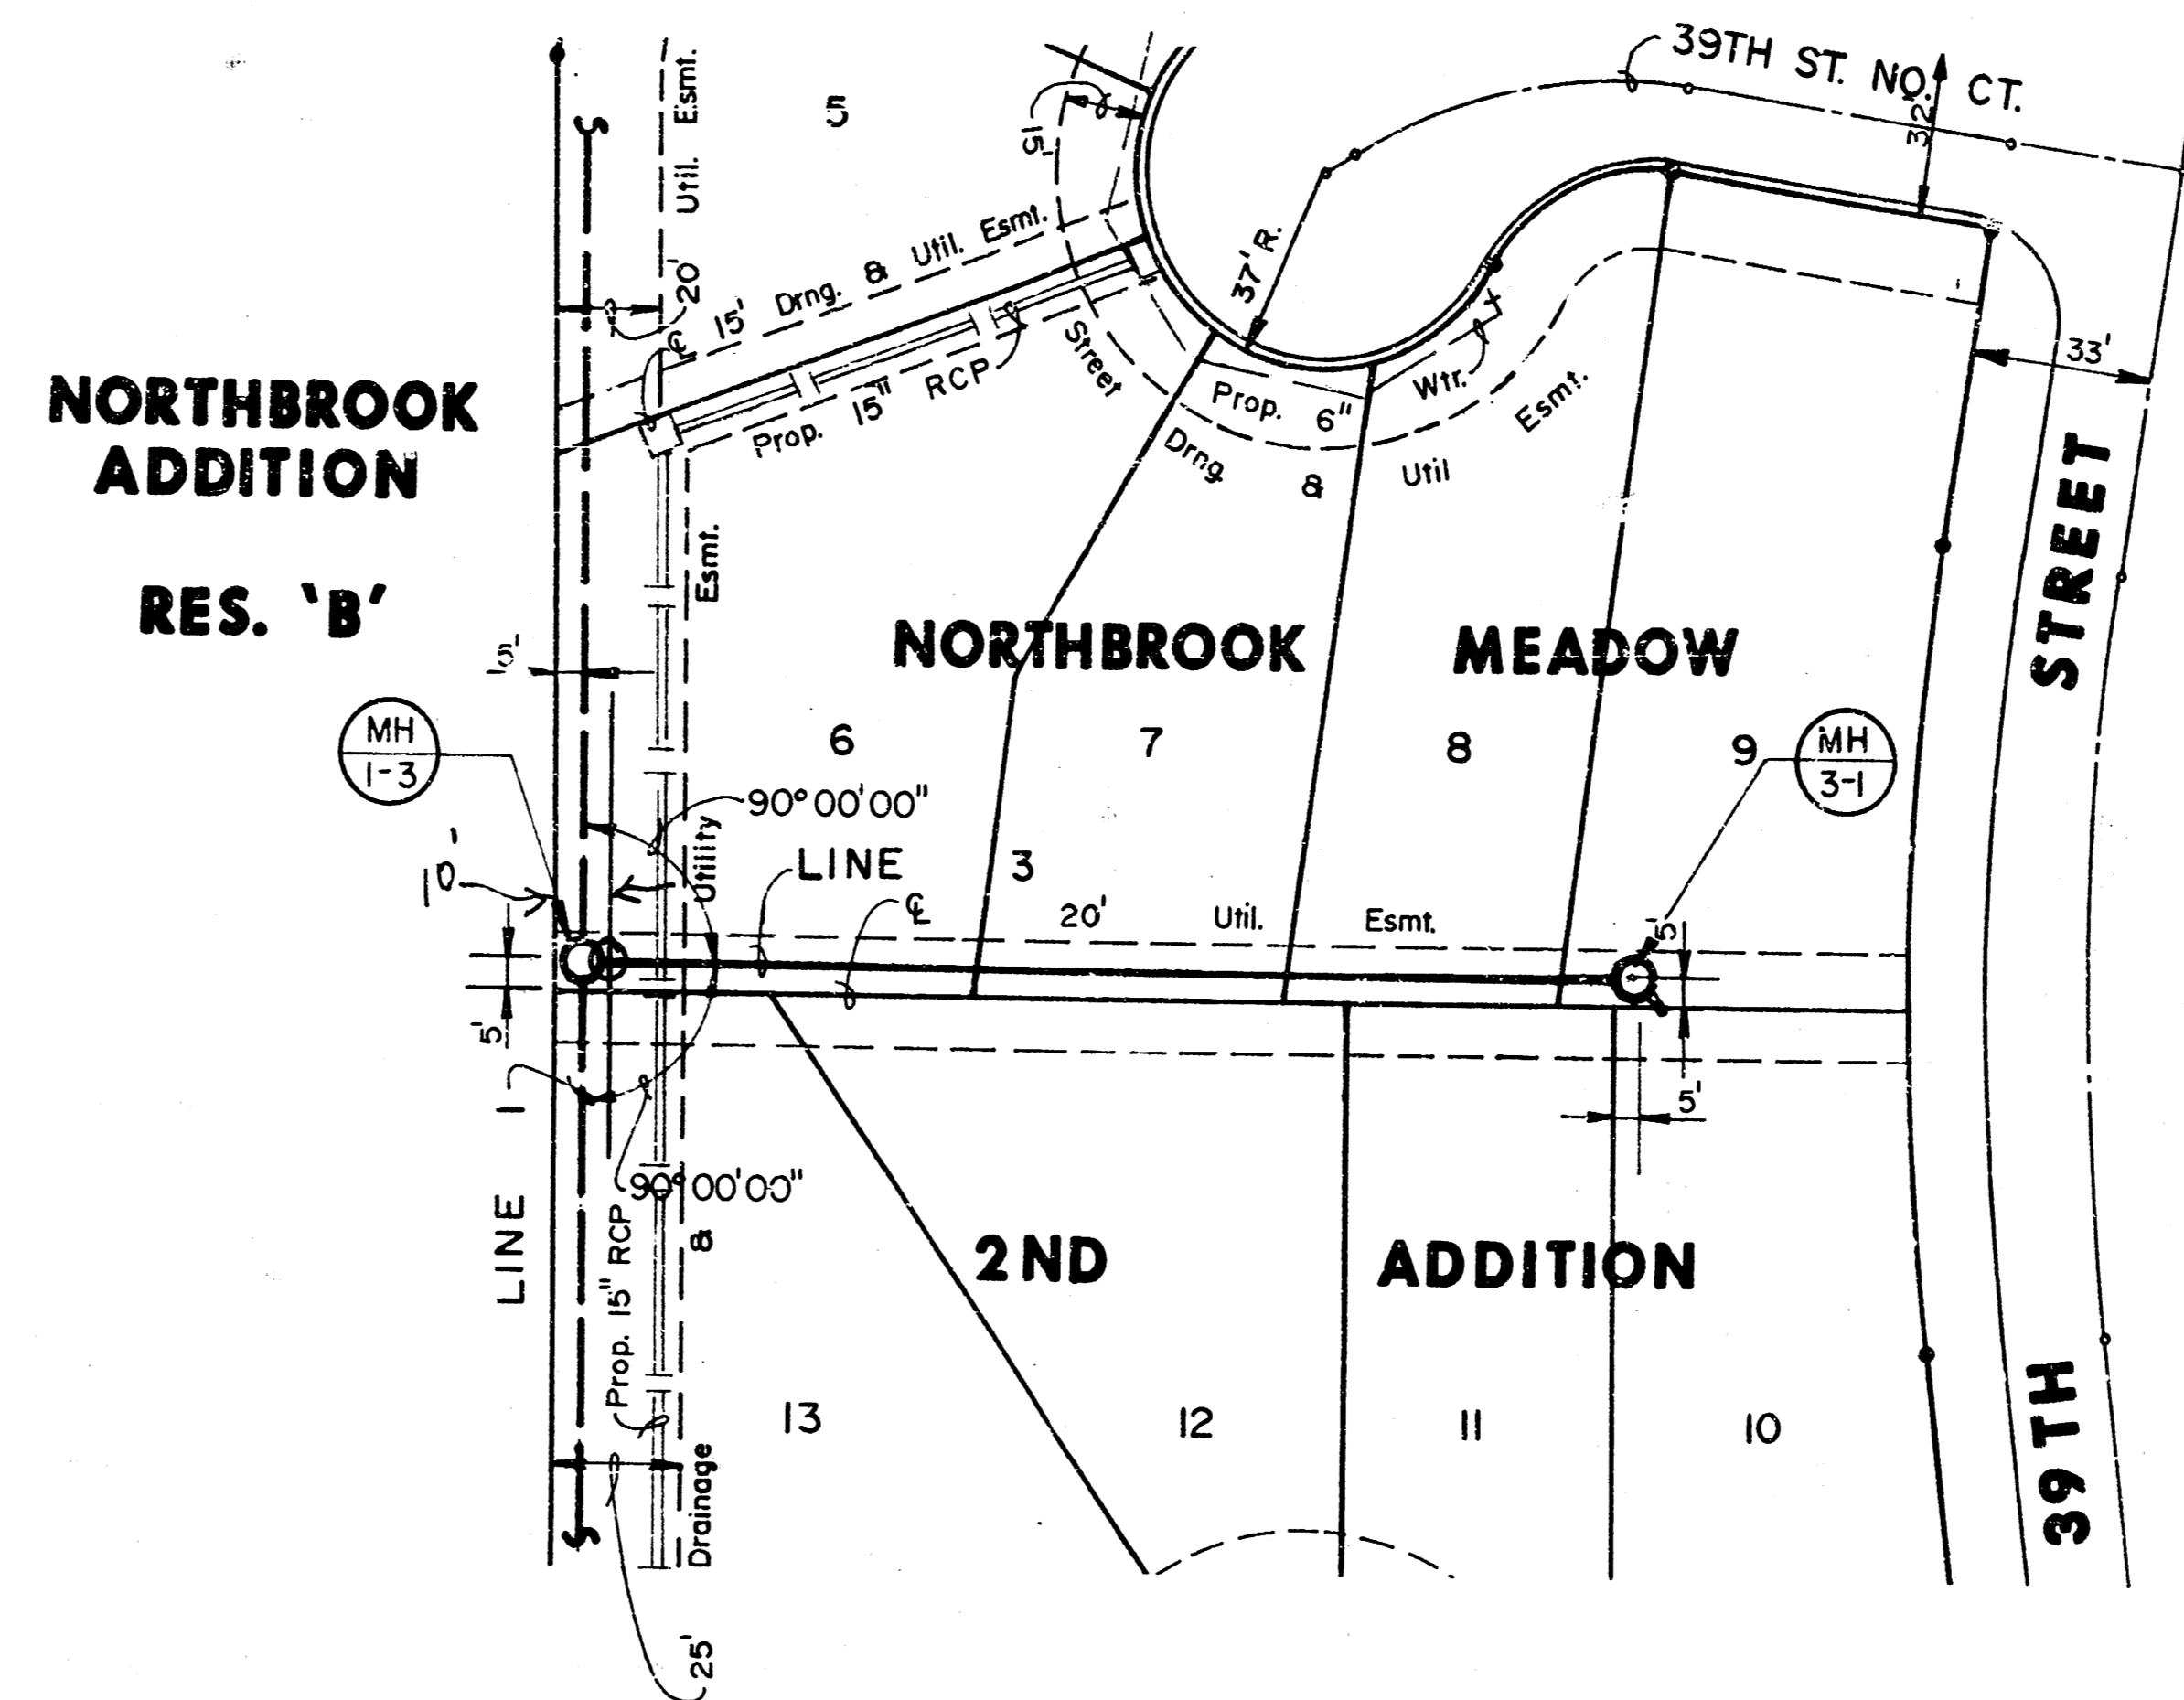 39TH ST. NO. CT.
32'
5
20' Util. Esmt.
15'
15' Drng. & Util. Esmt.
℄
37' R.
33'
Prop. 15" RCP
Street
Drng & Util Esmt.
Prop. 6" Wtr.
NORTHBROOK
ADDITION
RES. 'B'
NORTHBROOK MEADOW
STREET
5'
MH
1-3
6
7
8
9
MH
3-1
90°00'00"
LINE 3
℄
20' Util. Esmt.
10'
5'
5'
5'
LINE 1
90°00'00"
Prop. 15" RCP
25' Drainage & Utility Esmt.
2ND ADDITION
13
12
11
10
39TH